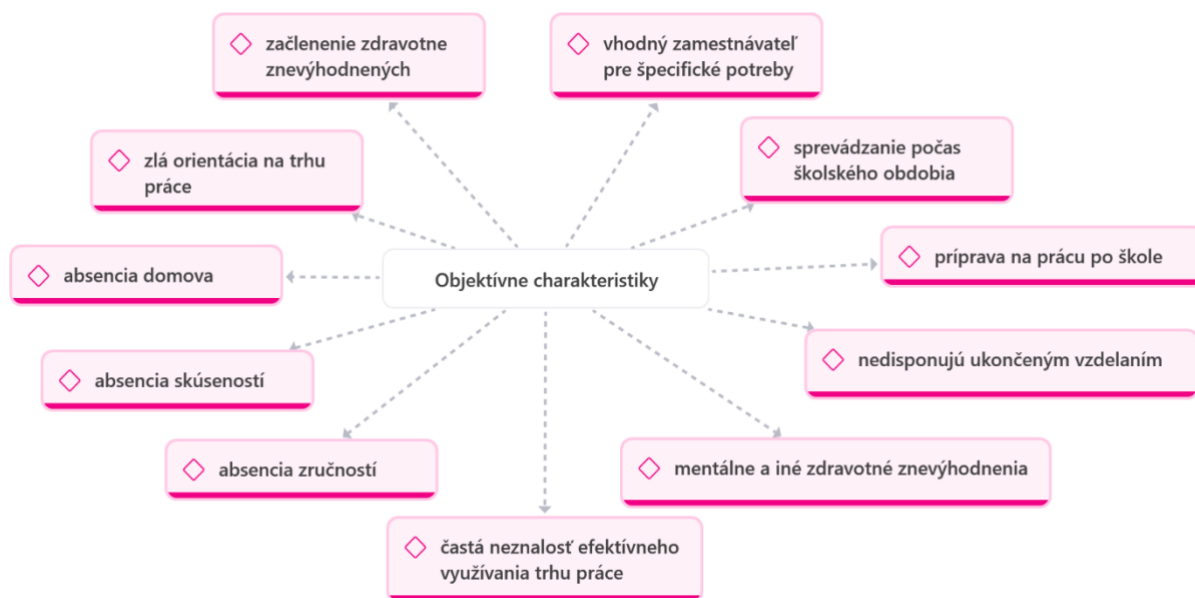 začlenenie zdravotne
znevýhodnených
vhodný zamestnávateľ
pre špecifické potreby
zlá orientácia na trhu
práce
sprevádzanie počas
školského obdobia
absencia domova
Objektívne charakteristiky
príprava na prácu po škole
absencia skúseností
nedisponujú ukončeným vzdelaním
absencia zručností
mentálne a iné zdravotné znevýhodnenia
častá neznalosť efektívneho
využívania trhu práce